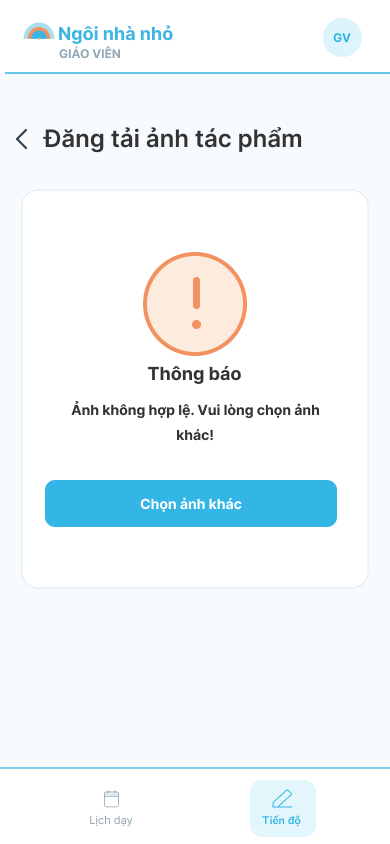 Ngôi nhà nhỏ
GIÁO VIÊN
GV
Đăng tải ảnh tác phẩm
Thông báo
Ảnh không hợp lệ. Vui lòng chọn ảnh
khác!
Chọn ảnh khác
Lịch dạy
Tiến độ